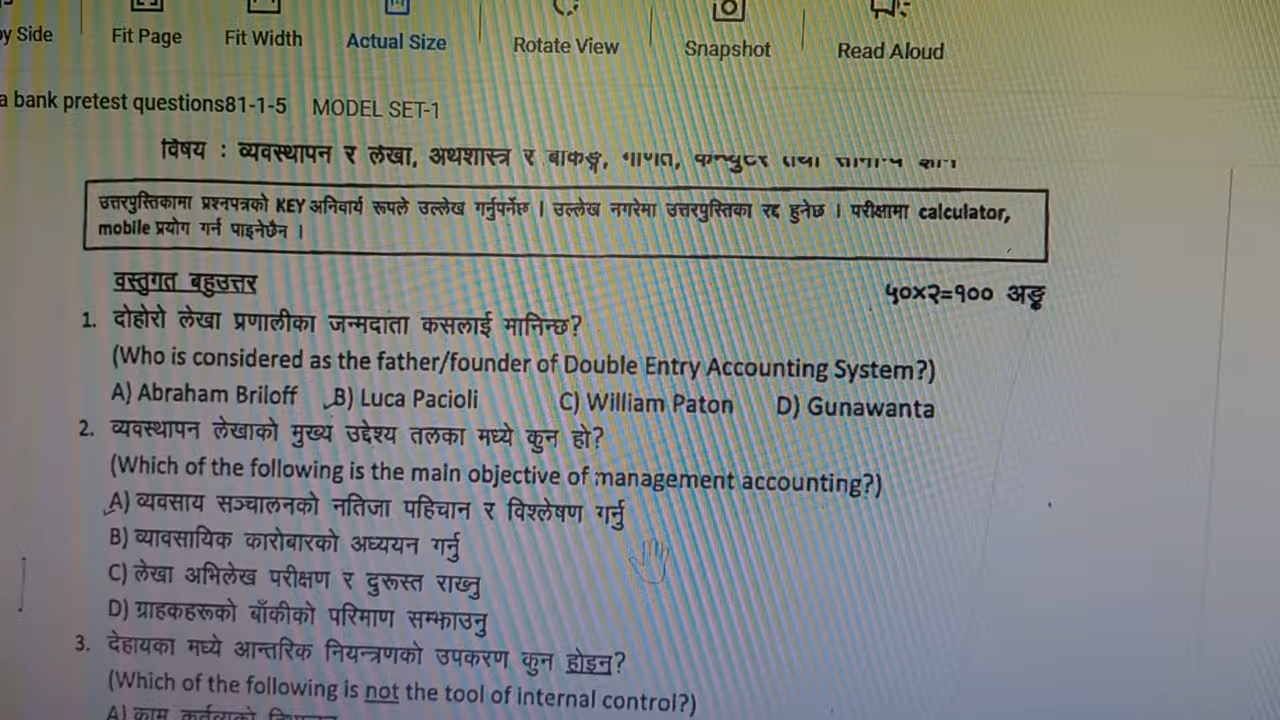 y Side Fit Page Fit Width Actual Size Rotate View Snapshot Read Aloud
a bank pretest questions81-1-5 MODEL SET-1
विषय : व्यवस्थापन र लेखा, अर्थशास्त्र र
उत्तरपुस्तिकामा प्रश्नपत्रको KEY अनिवार्य रूपले उल्लेख गर्नुपर्नेछ । उल्लेख नगरेमा उत्तरपुस्तिका रद्द हुनेछ । परीक्षामा calculator,
mobile प्रयोग गर्न पाइनेछैन ।
वस्तुगत बहुउत्तर ५०x२=१०० अङ्क
1. दोहोरो लेखा प्रणालीका जन्मदाता कसलाई मानिन्छ?
(Who is considered as the father/founder of Double Entry Accounting System?)
A) Abraham Briloff B) Luca Pacioli C) William Paton D) Gunawanta
2. व्यवस्थापन लेखाको मुख्य उद्देश्य तलका मध्ये कुन हो?
(Which of the following is the main objective of management accounting?)
A) व्यवसाय सञ्चालनको नतिजा पहिचान र विश्लेषण गर्नु
B) व्यावसायिक कारोबारको अध्ययन गर्नु
C) लेखा अभिलेख परीक्षण र दुरूस्त राख्नु
D) ग्राहकहरूको बाँकीको परिमाण सम्झाउनु
3. देहायका मध्ये आन्तरिक नियन्त्रणको उपकरण कुन होइन?
(Which of the following is not the tool of internal control?)
A) काम